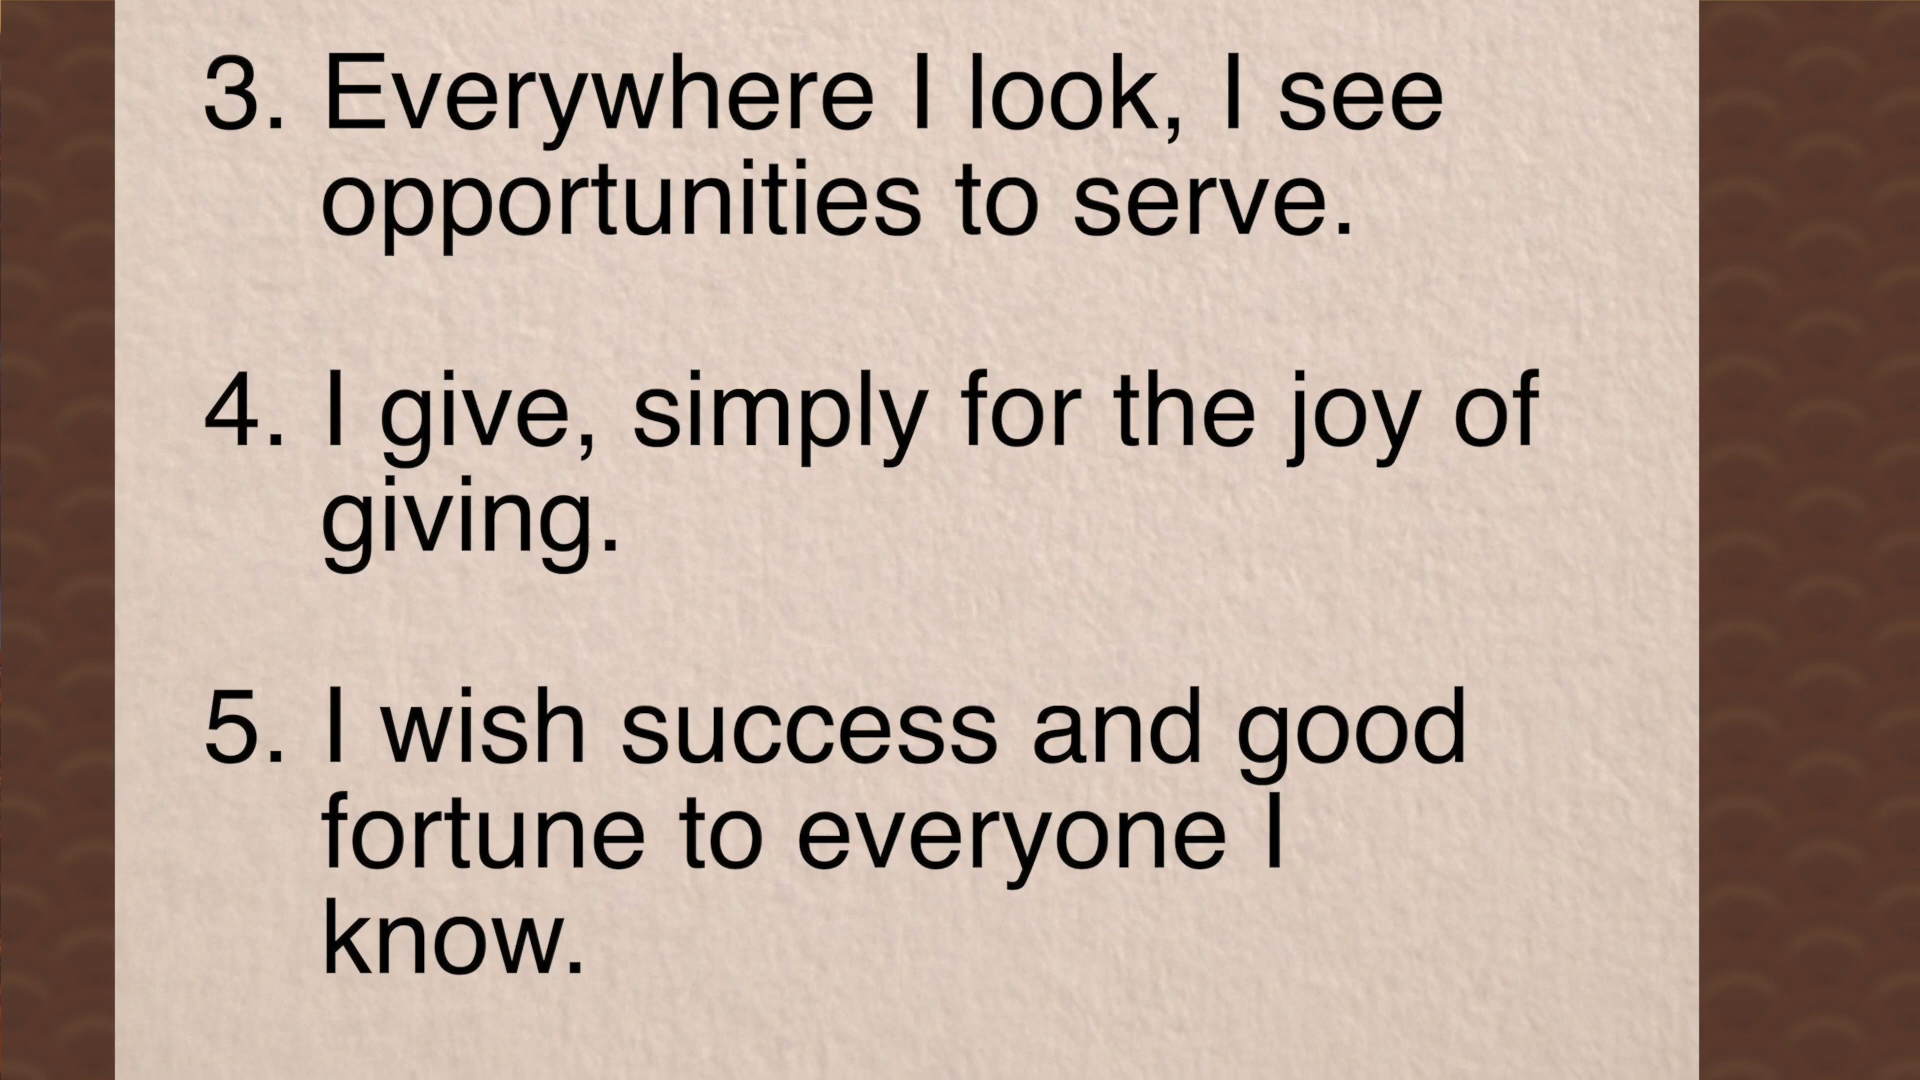 3. Everywhere I look, I see
opportunities to serve.
4. I give, simply for the joy of
giving.
5. I wish success and good
fortune to everyone I
know.